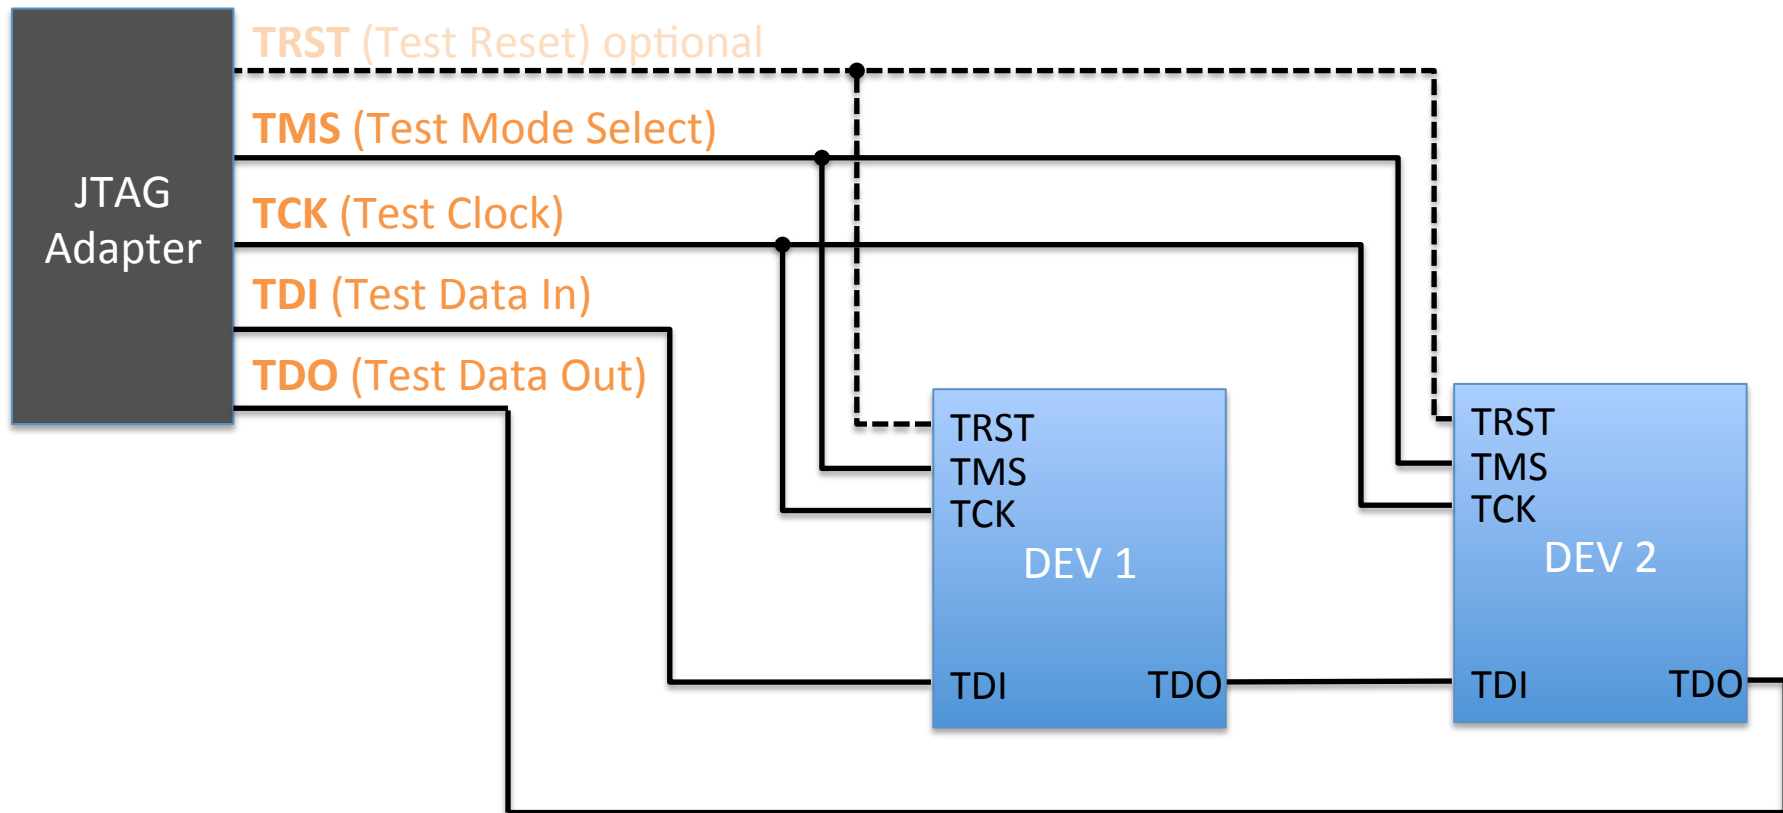 TRST (Test Reset) optional
TMS (Test Mode Select)
JTAG
Adapter
TCK (Test Clock)
TDI (Test Data In)
TDO (Test Data Out)
TRST
TMS
TCK
DEV 1
TDI
TDO
TRST
TMS
TCK
DEV 2
TDI
TDO